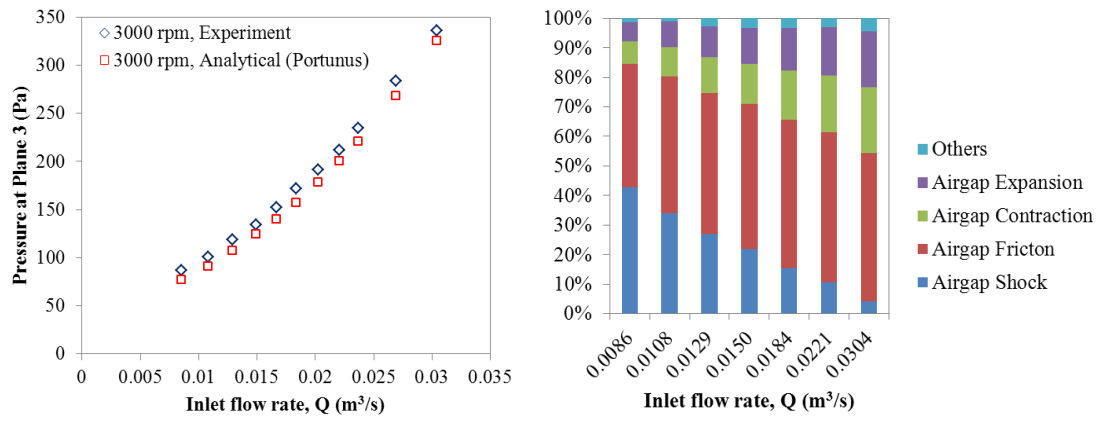 350
300
250
200
150
100
50
0
Pressure at Plane 3 (Pa)
3000 rpm, Experiment
3000 rpm, Analytical (Portunus)
0 0.005 0.01 0.015 0.02 0.025 0.03 0.035
Inlet flow rate, Q (m³/s)
100%
90%
80%
70%
60%
50%
40%
30%
20%
10%
0%
0.0086 0.0108 0.0129 0.0150 0.0184 0.0221 0.0304
Inlet flow rate, Q (m³/s)
Others
Airgap Expansion
Airgap Contraction
Airgap Fricton
Airgap Shock